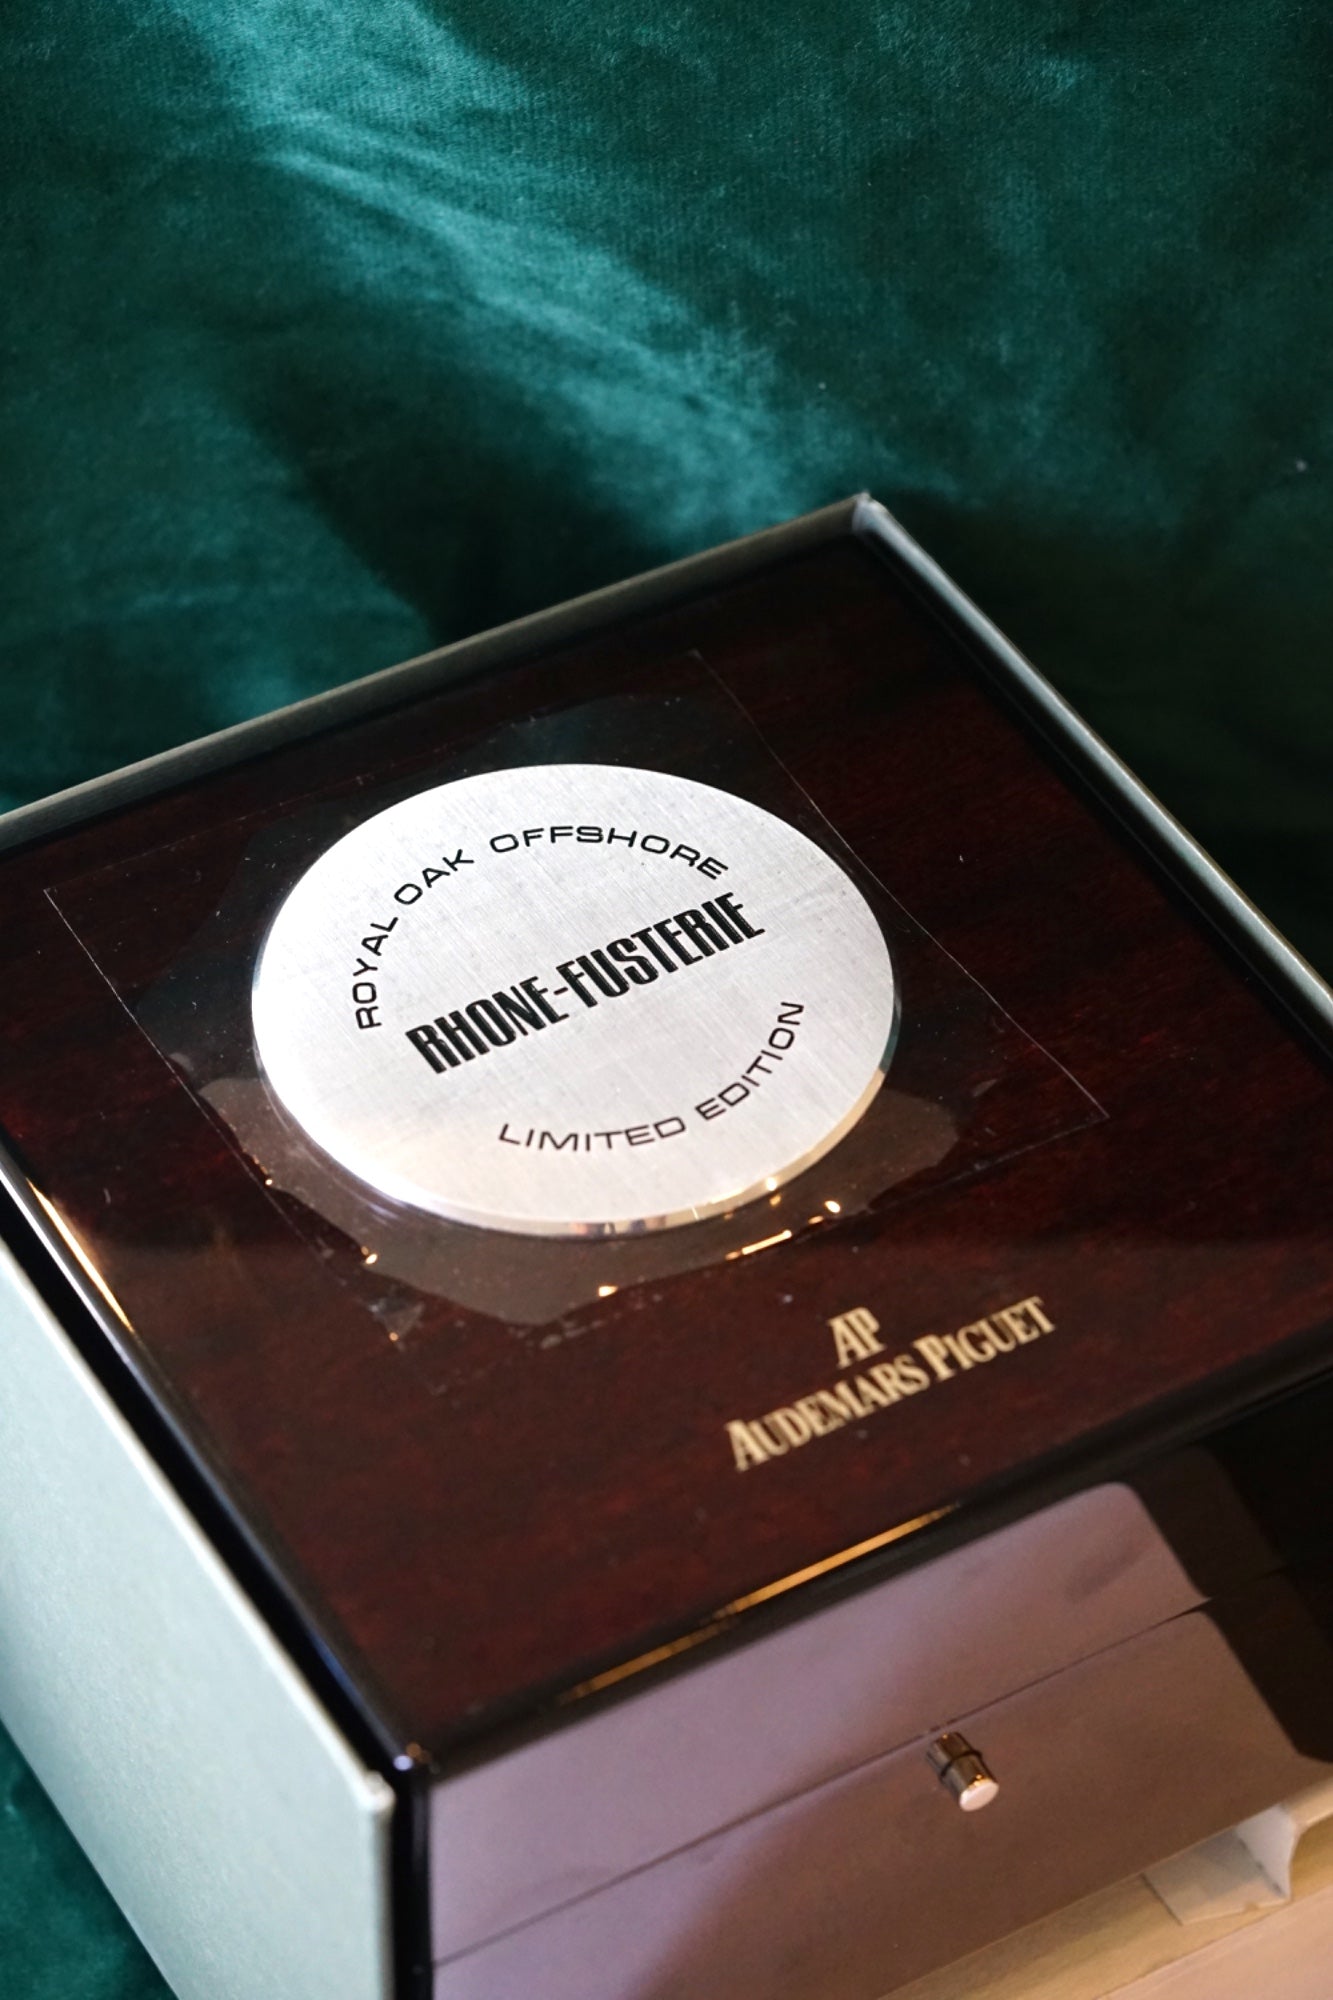 ROYAL OAK OFFSHORE
RHONE-FUSTERIE
LIMITED EDITION
AP
AUDEMARS PIGUET